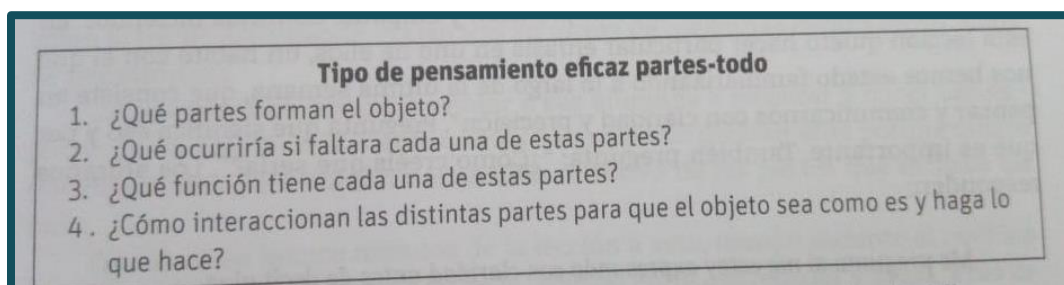 Tipo de pensamiento eficaz partes-todo
1. ¿Qué partes forman el objeto?
2. ¿Qué ocurriría si faltara cada una de estas partes?
3. ¿Qué función tiene cada una de estas partes?
4. ¿Cómo interaccionan las distintas partes para que el objeto sea como es y haga lo
que hace?